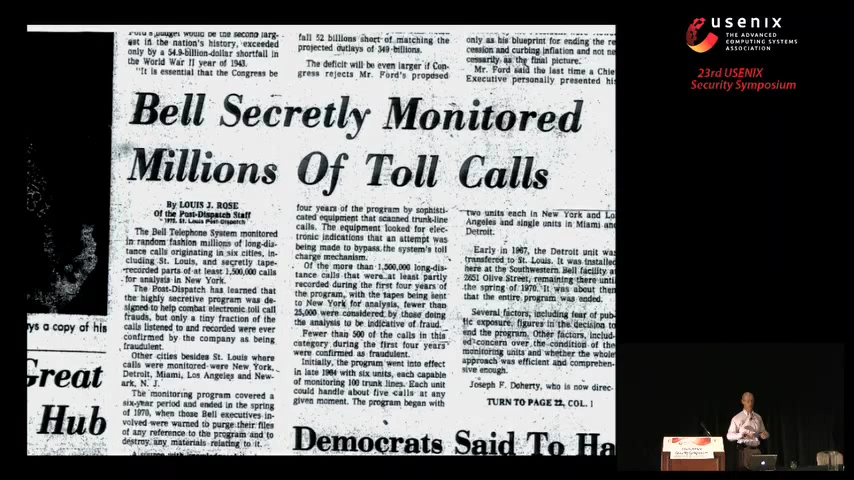 Ford's budget would be the second larg-
est in the nation's history, exceeded
only by a 54.9-billion-dollar shortfall in
the World War II year of 1943.
"It is essential that the Congress be
fall 52 billions short of matching the
projected outlays of 349 billions.
The deficit will be even larger if Con-
gress rejects Mr. Ford's proposed
only as his blueprint for ending the re-
cession and curbing inflation and not ne-
cessarily as the final picture.
Mr. Ford said the last time a Chie
Executive personally presented his
Bell Secretly Monitored
Millions Of Toll Calls
By LOUIS J. ROSE
Of the Post-Dispatch Staff
1975, St. Louis Post-Dispatch
The Bell Telephone System monitored
in random fashion millions of long-dis-
tance calls originating in six cities, in-
cluding St. Louis, and secretly tape-
recorded parts of at least 1,500,000 calls
for analysis in New York.
The Post-Dispatch has learned that
the highly secretive program was de-
signed to help combat electronic toll call
frauds, but only a tiny fraction of the
calls listened to and recorded were ever
confirmed by the company as being
fraudulent.
Other cities besides St. Louis where
calls were monitored were New York,
Detroit, Miami, Los Angeles and New-
ark, N. J.
The monitoring program covered a
six-year period and ended in the spring
of 1970, when those Bell executives in-
volved were warned to purge their files
of any reference to the program and to
destroy any materials relating to it.
four years of the program by sophisti-
cated equipment that scanned trunk-line
calls. The equipment looked for elec-
tronic indications that an attempt was
being made to bypass the system's toll
charge mechanism.
Of the more than 1,500,000 long-dis-
tance calls that were at least partly
recorded during the first four years of
the program, with the tapes being sent
to New York for analysis, fewer than
25,000 were considered by those doing
the analysis to be indicative of fraud.
Fewer than 500 of the calls in this
category during the first four years
were confirmed as fraudulent.
Initially, the program went into effect
in late 1964 with six units, each capable
of monitoring 100 trunk lines. Each unit
could handle about five calls at any
given moment. The program began with
two units each in New York and Lo
Angeles and single units in Miami and
Detroit.
Early in 1967, the Detroit unit was
transfered to St. Louis. It was installed
here at the Southwestern Bell facility at
2651 Olive Street, remaining there until
the spring of 1970. It was about then
that the entire program was ended.
Several factors, including fear of pub-
lic exposure, figures in the decision to
end the program. Other factors, includ-
ed concern over the condition of the
monitoring units and whether the whole
approach was efficient and comprehen-
sive enough.
Joseph F. Doherty, who is now direc-
TURN TO PAGE 22, COL. 1
ys a copy of his
Great
Hub
Democrats Said To Ha
usenix
THE ADVANCED
COMPUTING SYSTEMS
ASSOCIATION
23rd USENIX
Security Symposium